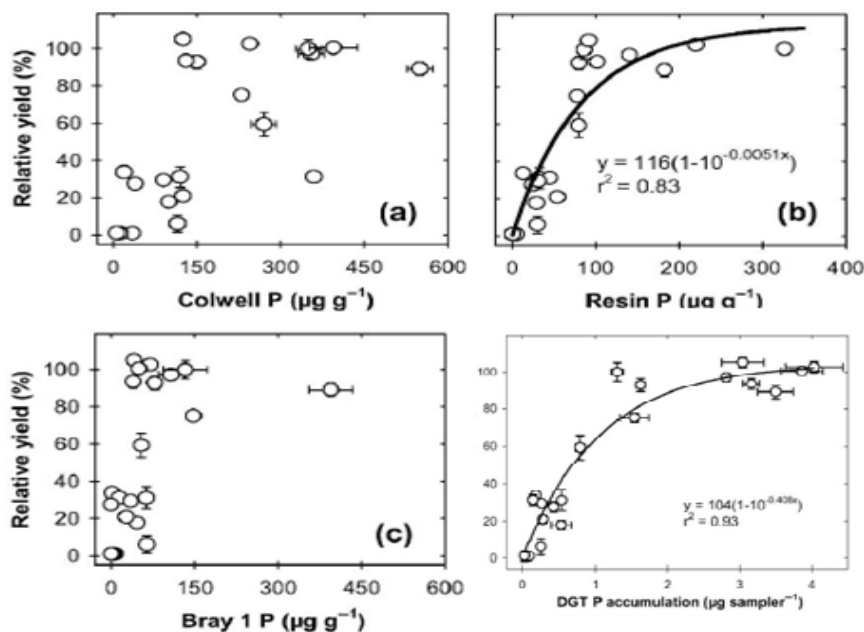 100
80
60
40
20
0
Relative yield (%)
(a)
0 150 300 450 600
Colwell P (µg g⁻¹)
y = 116(1-10⁻⁰·⁰⁰⁵¹ˣ)
r² = 0.83
(b)
0 100 200 300 400
Resin P (µg g⁻¹)
100
80
60
40
20
0
Relative yield (%)
(c)
0 150 300 450 600
Bray 1 P (µg g⁻¹)
100
80
60
40
20
0
y = 104(1-10⁻⁰·⁴⁰⁸ˣ)
r² = 0.93
0 1 2 3 4
DGT P accumulation (µg sampler⁻¹)